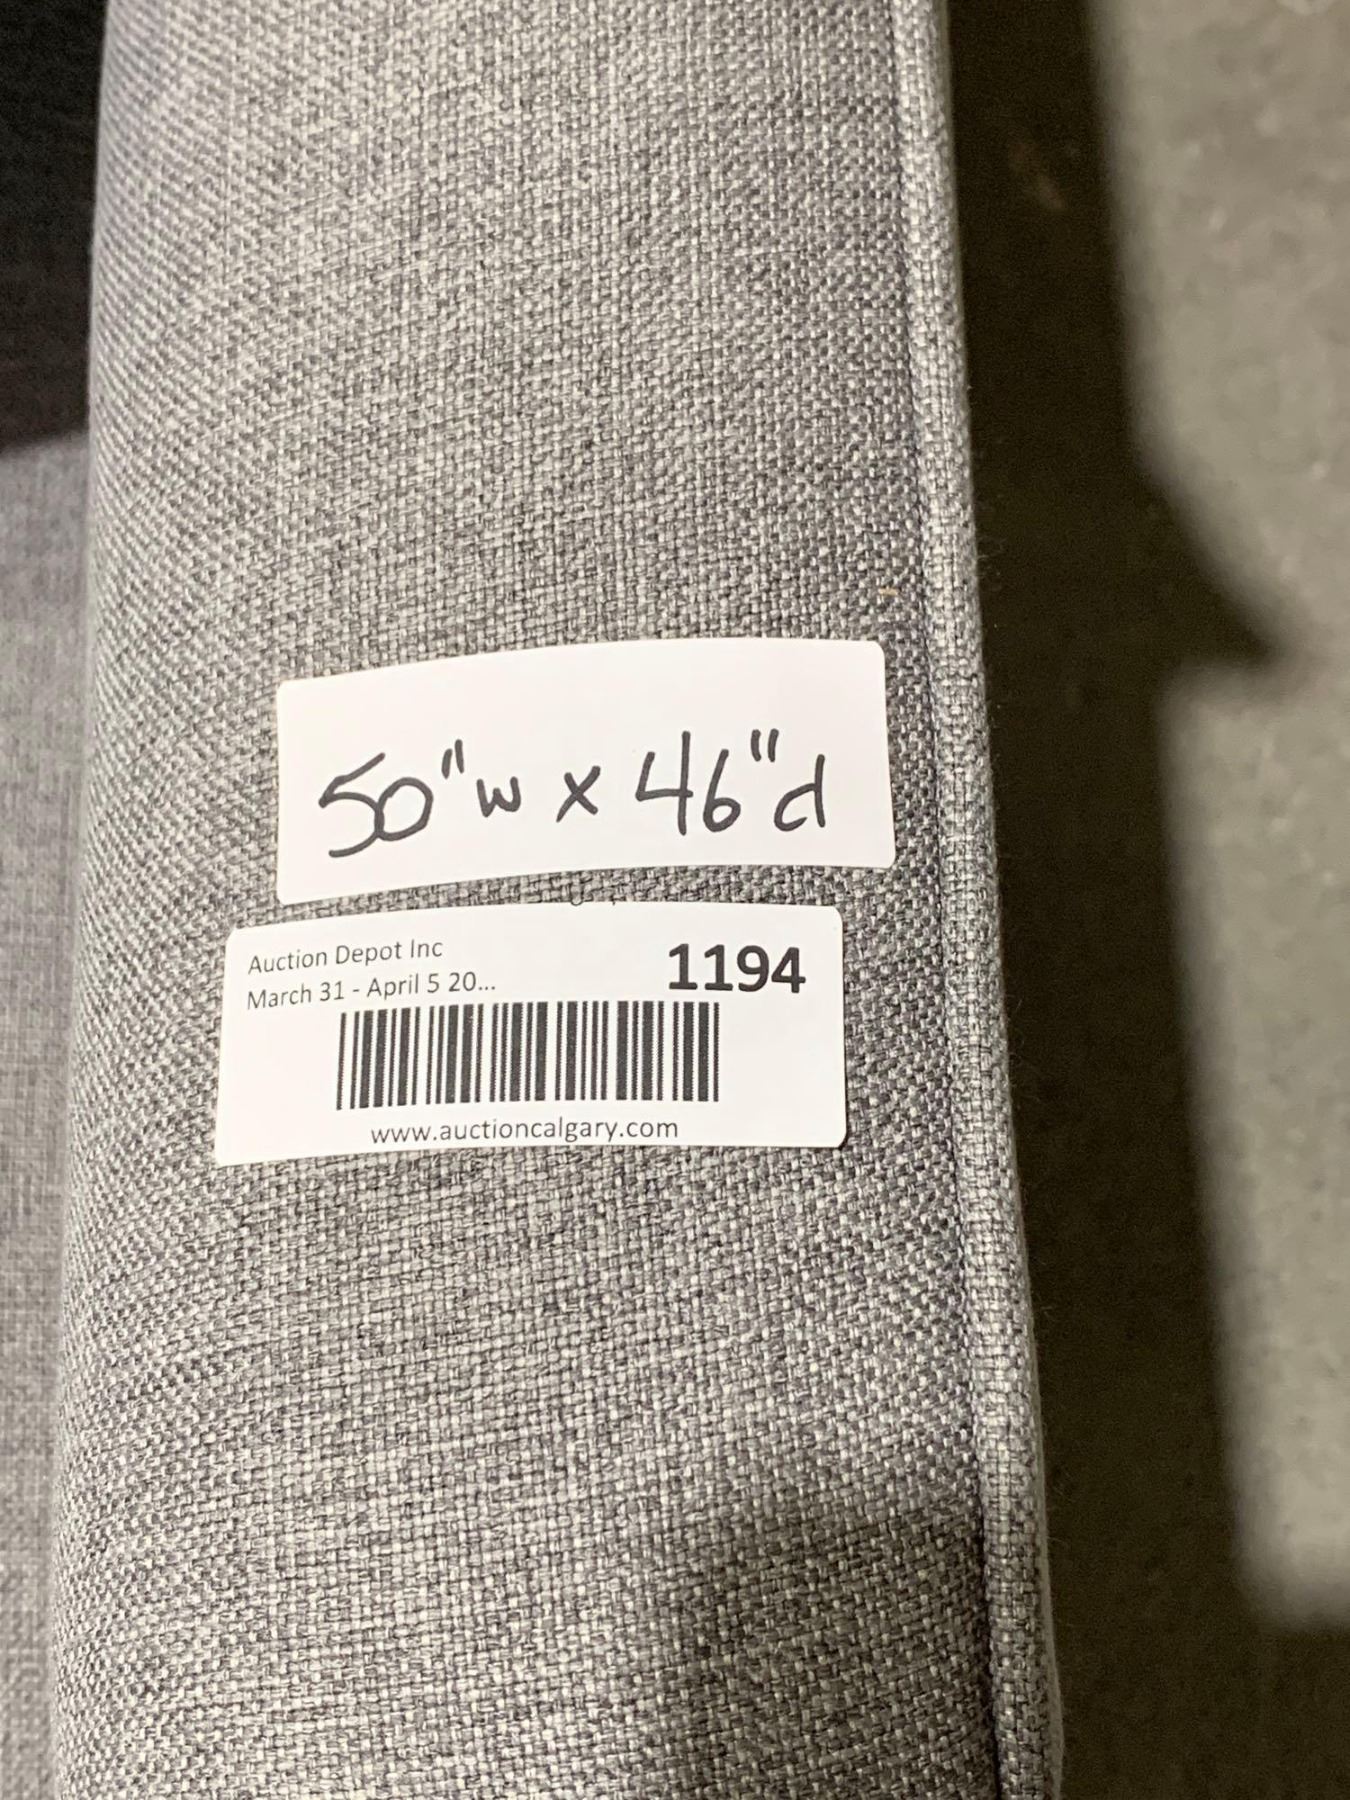 50"w x 46"d
Auction Depot Inc
1194
March 31 - April 5 20...
www.auctioncalgary.com